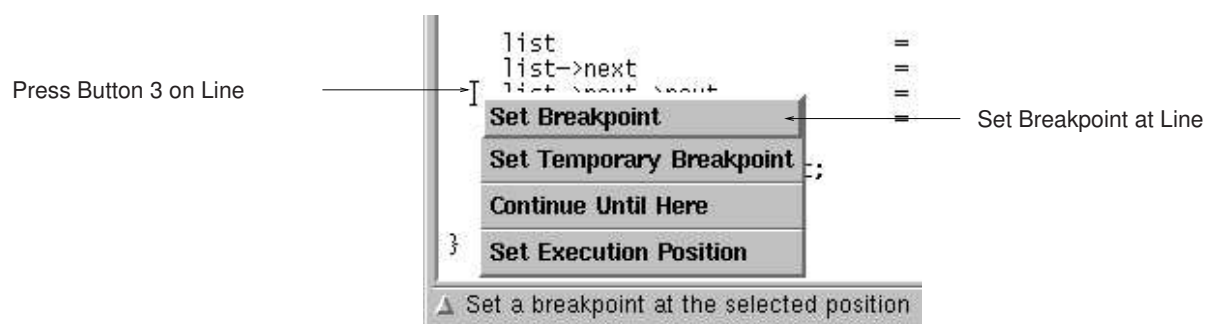 list =
list->next =
Press Button 3 on Line
=
Set Breakpoint =
Set Breakpoint at Line
Set Temporary Breakpoint ;
Continue Until Here
} Set Execution Position
Set a breakpoint at the selected position